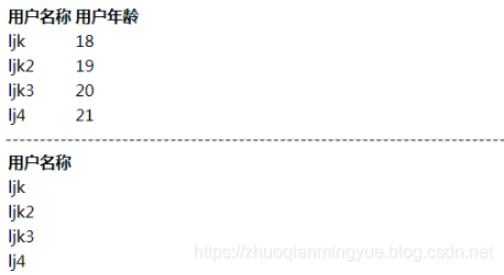 用户名称 用户年龄
ljk 18
ljk2 19
ljk3 20
lj4 21
用户名称
ljk
ljk2
ljk3
lj4
https://zhuoqianmingyue.blog.csdn.net